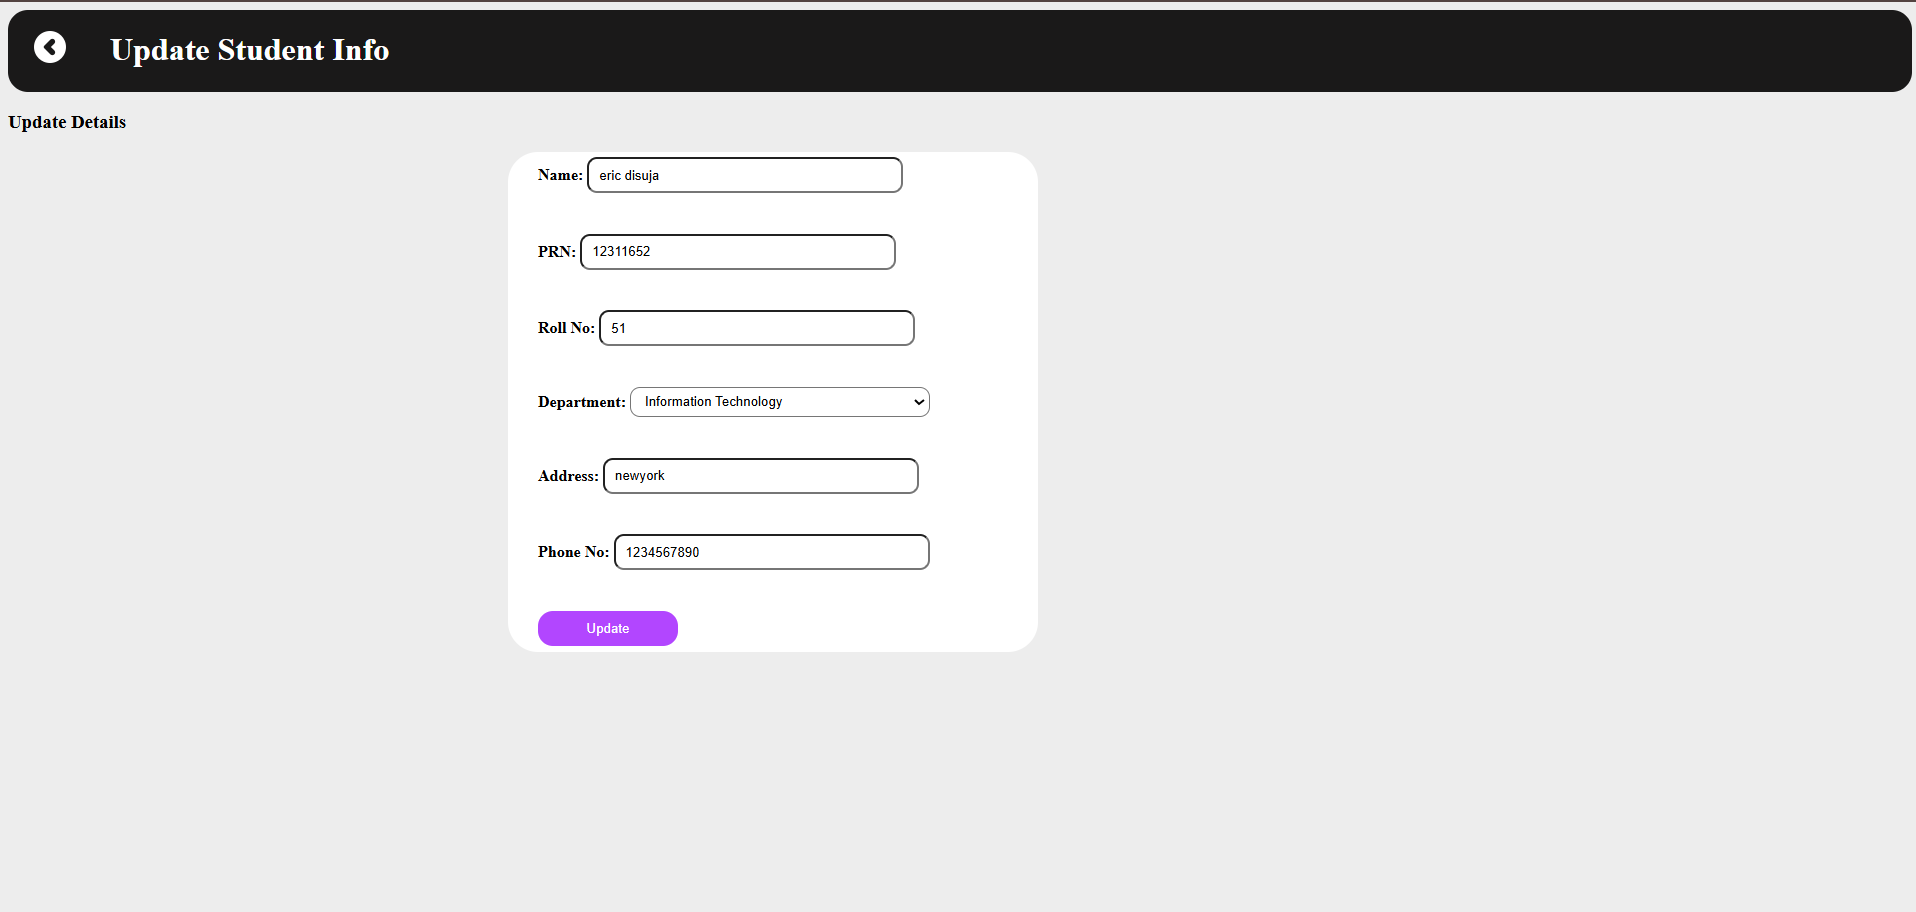 Update Student Info
Update Details
Name: eric disuja
PRN: 12311652
Roll No: 51
Department: Information Technology
Address: newyork
Phone No: 1234567890
Update